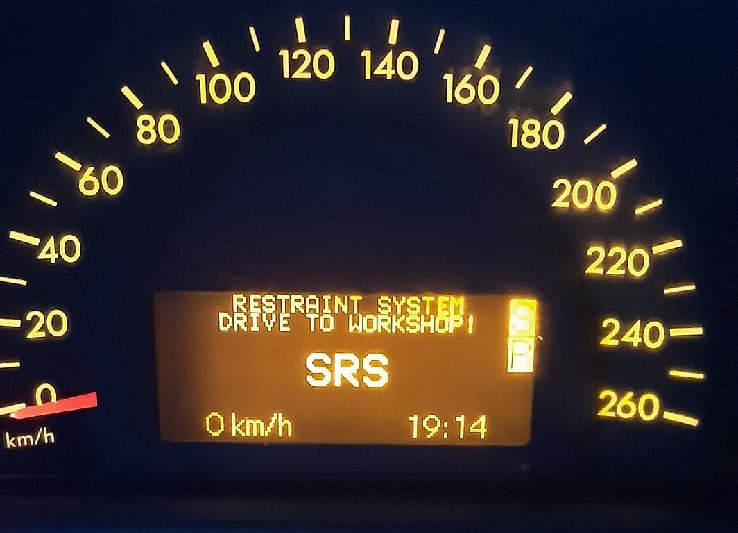 120 140
100 160
80 180
60 200
40 220
20 240
0 260
km/h
RESTRAINT SYSTEM
DRIVE TO WORKSHOP!
S
P
SRS
0 km/h 19:14